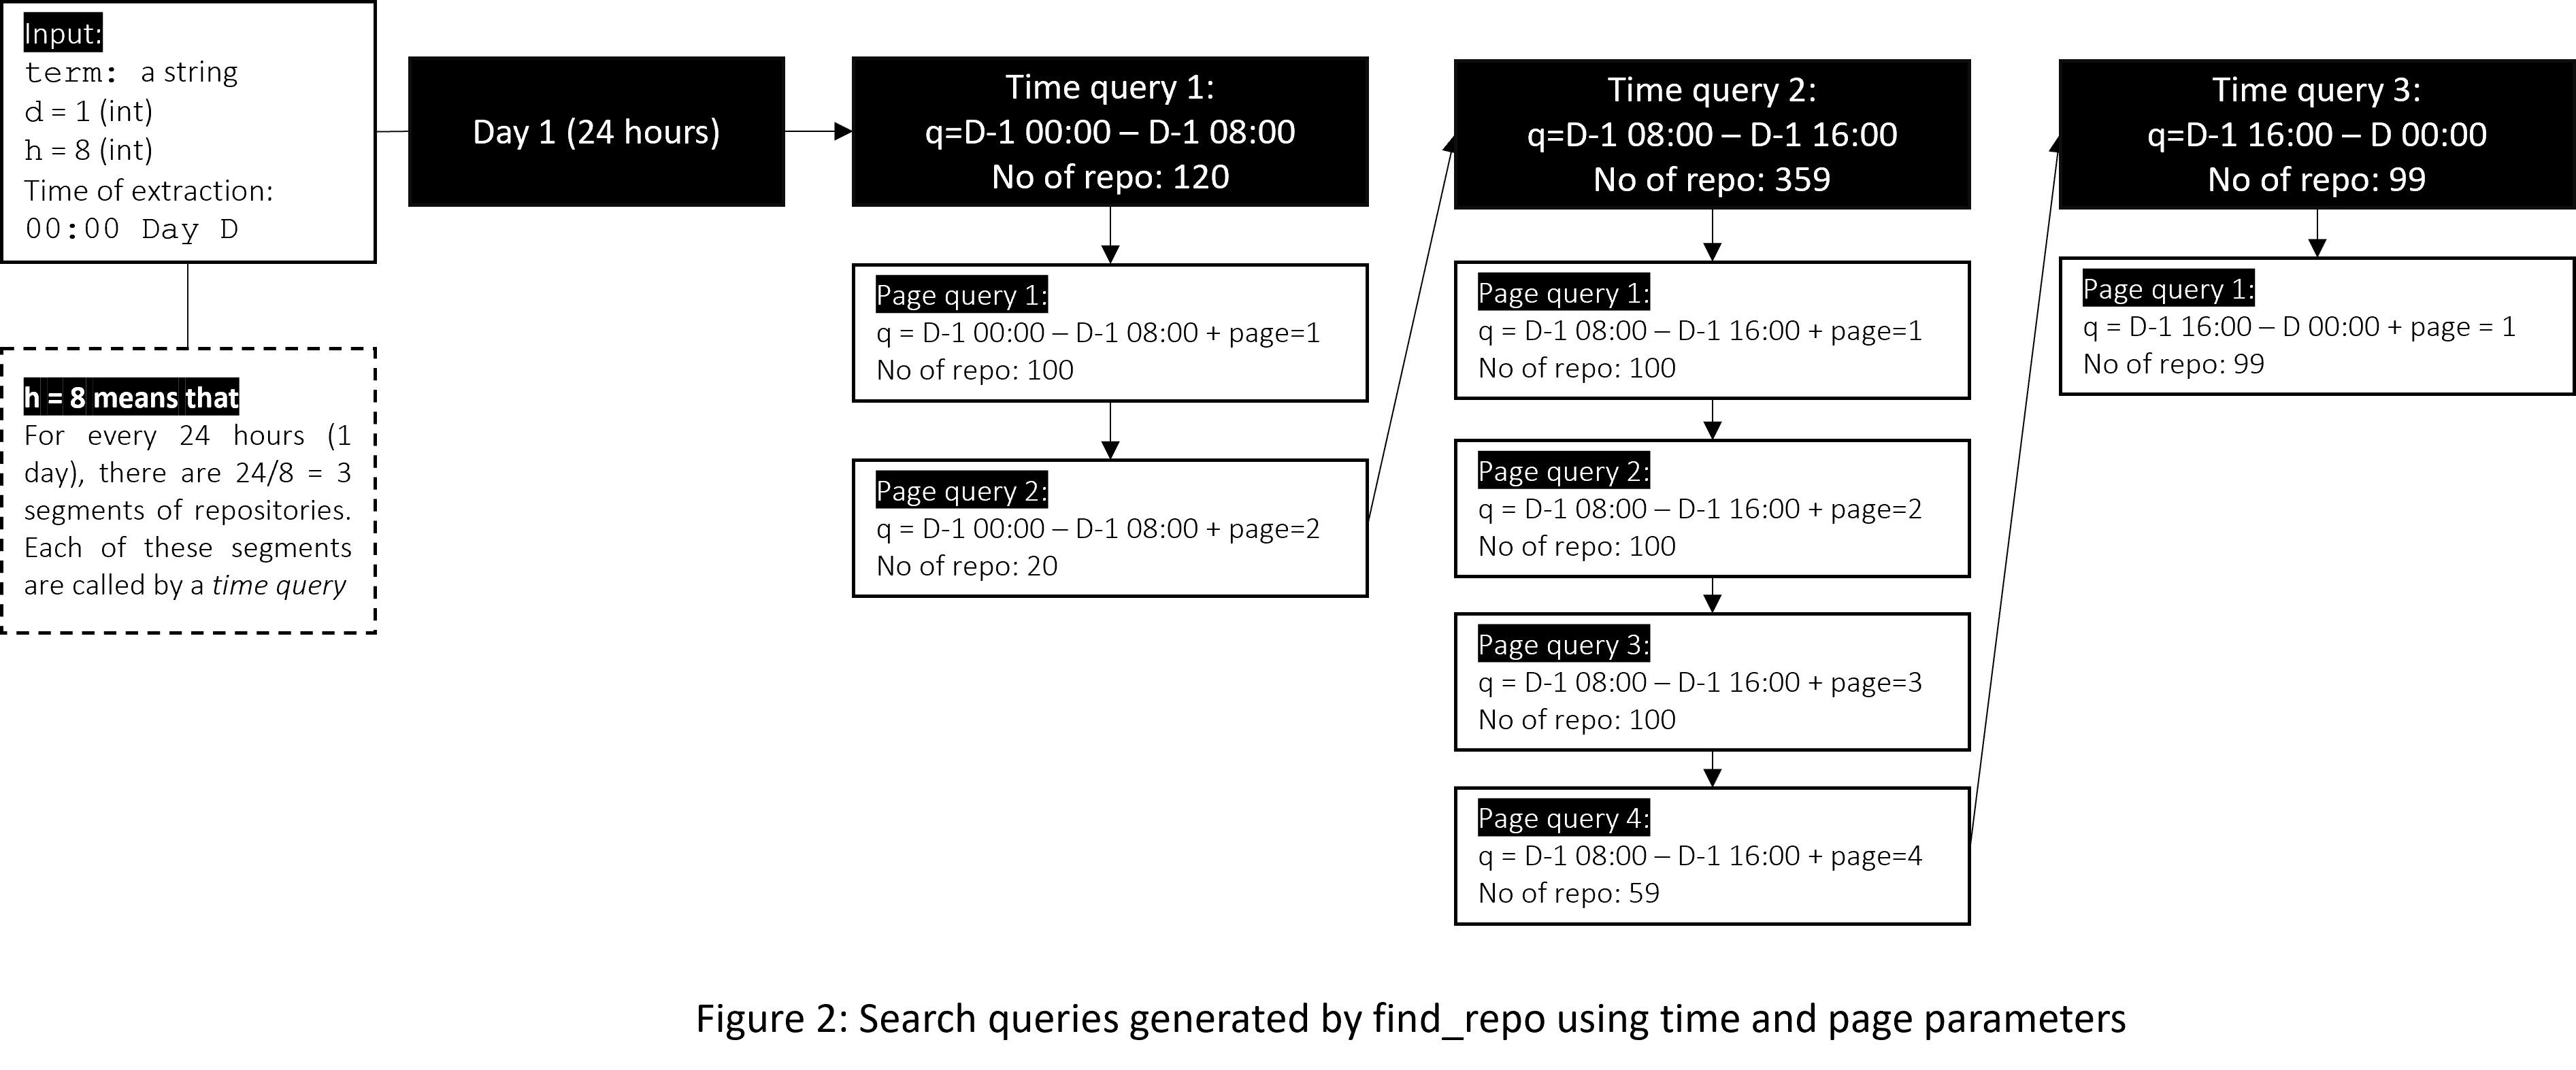 Input:
term: a string
d = 1 (int)
h = 8 (int)
Time of extraction:
00:00 Day D
h = 8 means that
For every 24 hours (1
day), there are 24/8 = 3
segments of repositories.
Each of these segments
are called by a time query
Day 1 (24 hours)
Time query 1:
q=D-1 00:00 – D-1 08:00
No of repo: 120
Page query 1:
q = D-1 00:00 – D-1 08:00 + page=1
No of repo: 100
Page query 2:
q = D-1 00:00 – D-1 08:00 + page=2
No of repo: 20
Time query 2:
q=D-1 08:00 – D-1 16:00
No of repo: 359
Page query 1:
q = D-1 08:00 – D-1 16:00 + page=1
No of repo: 100
Page query 2:
q = D-1 08:00 – D-1 16:00 + page=2
No of repo: 100
Page query 3:
q = D-1 08:00 – D-1 16:00 + page=3
No of repo: 100
Page query 4:
q = D-1 08:00 – D-1 16:00 + page=4
No of repo: 59
Time query 3:
q=D-1 16:00 – D 00:00
No of repo: 99
Page query 1:
q = D-1 16:00 – D 00:00 + page = 1
No of repo: 99
Figure 2: Search queries generated by find_repo using time and page parameters